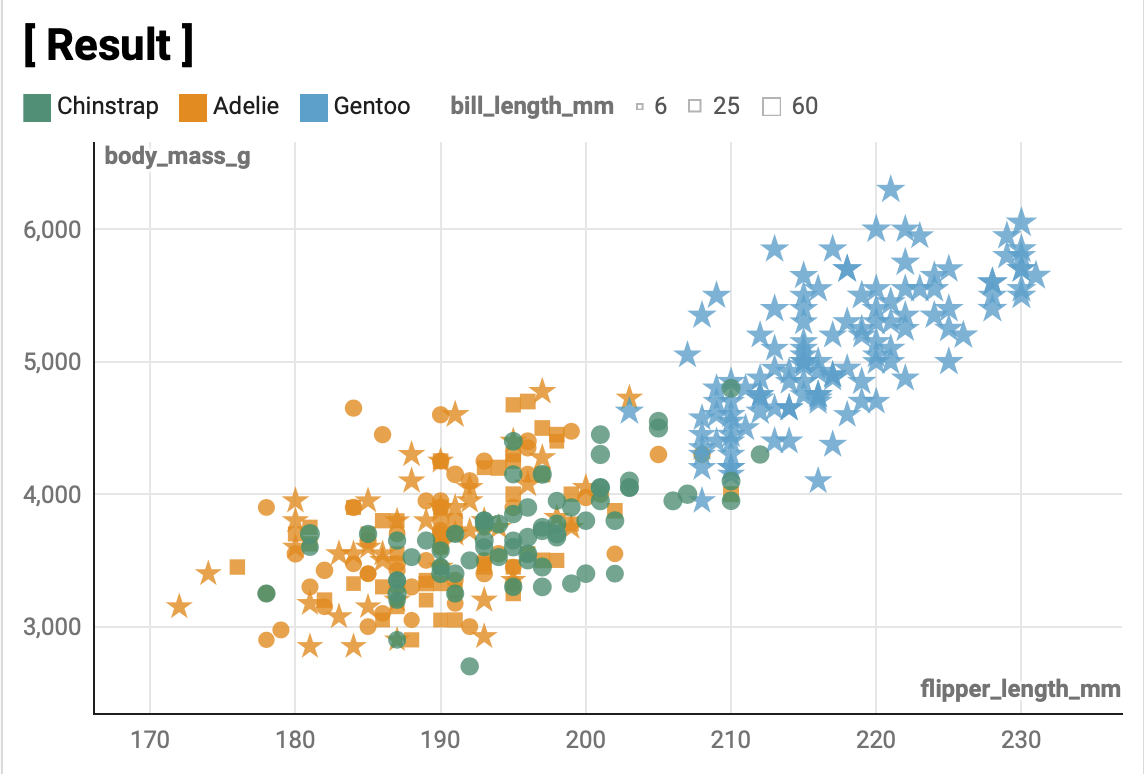 [ Result ]
Chinstrap Adelie Gentoo bill_length_mm 6 25 60
body_mass_g
6,000
5,000
4,000
3,000
flipper_length_mm
170 180 190 200 210 220 230